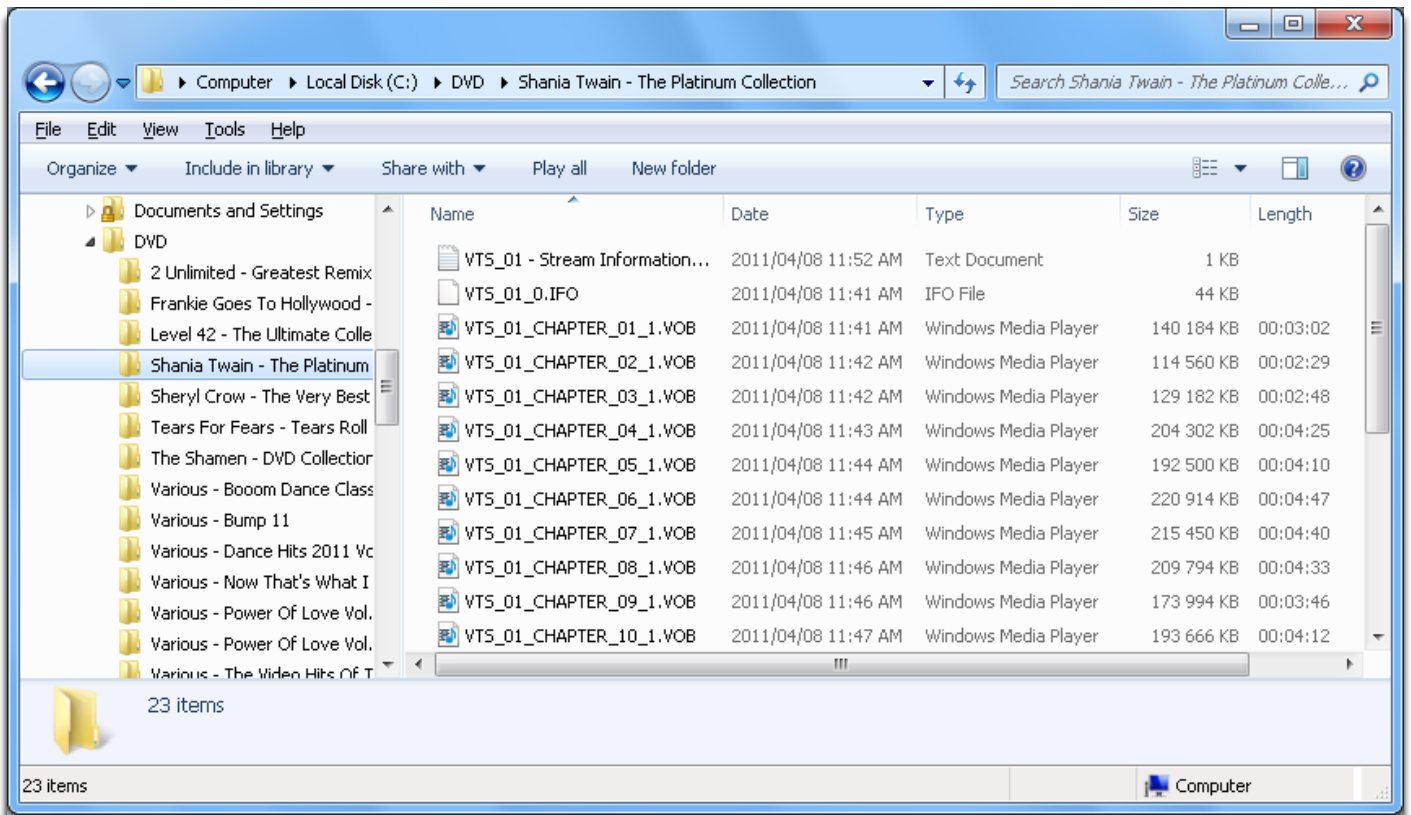 Computer Local Disk (C:) DVD Shania Twain - The Platinum Collection Search Shania Twain - The Platinum Colle...
File Edit View Tools Help
Organize Include in library Share with Play all New folder
Documents and Settings
DVD
2 Unlimited - Greatest Remix
Frankie Goes To Hollywood -
Level 42 - The Ultimate Colle
Shania Twain - The Platinum
Sheryl Crow - The Very Best
Tears For Fears - Tears Roll
The Shamen - DVD Collection
Various - Booom Dance Class
Various - Bump 11
Various - Dance Hits 2011 Vo
Various - Now That's What I
Various - Power Of Love Vol.
Various - Power Of Love Vol.
Various - The Video Hits Of T
Name Date Type Size Length
VTS_01 - Stream Information... 2011/04/08 11:52 AM Text Document 1 KB
VTS_01_0.IFO 2011/04/08 11:41 AM IFO File 44 KB
VTS_01_CHAPTER_01_1.VOB 2011/04/08 11:41 AM Windows Media Player 140 184 KB 00:03:02
VTS_01_CHAPTER_02_1.VOB 2011/04/08 11:42 AM Windows Media Player 114 560 KB 00:02:29
VTS_01_CHAPTER_03_1.VOB 2011/04/08 11:42 AM Windows Media Player 129 182 KB 00:02:48
VTS_01_CHAPTER_04_1.VOB 2011/04/08 11:43 AM Windows Media Player 204 302 KB 00:04:25
VTS_01_CHAPTER_05_1.VOB 2011/04/08 11:44 AM Windows Media Player 192 500 KB 00:04:10
VTS_01_CHAPTER_06_1.VOB 2011/04/08 11:44 AM Windows Media Player 220 914 KB 00:04:47
VTS_01_CHAPTER_07_1.VOB 2011/04/08 11:45 AM Windows Media Player 215 450 KB 00:04:40
VTS_01_CHAPTER_08_1.VOB 2011/04/08 11:46 AM Windows Media Player 209 794 KB 00:04:33
VTS_01_CHAPTER_09_1.VOB 2011/04/08 11:46 AM Windows Media Player 173 994 KB 00:03:46
VTS_01_CHAPTER_10_1.VOB 2011/04/08 11:47 AM Windows Media Player 193 666 KB 00:04:12
23 items
23 items Computer